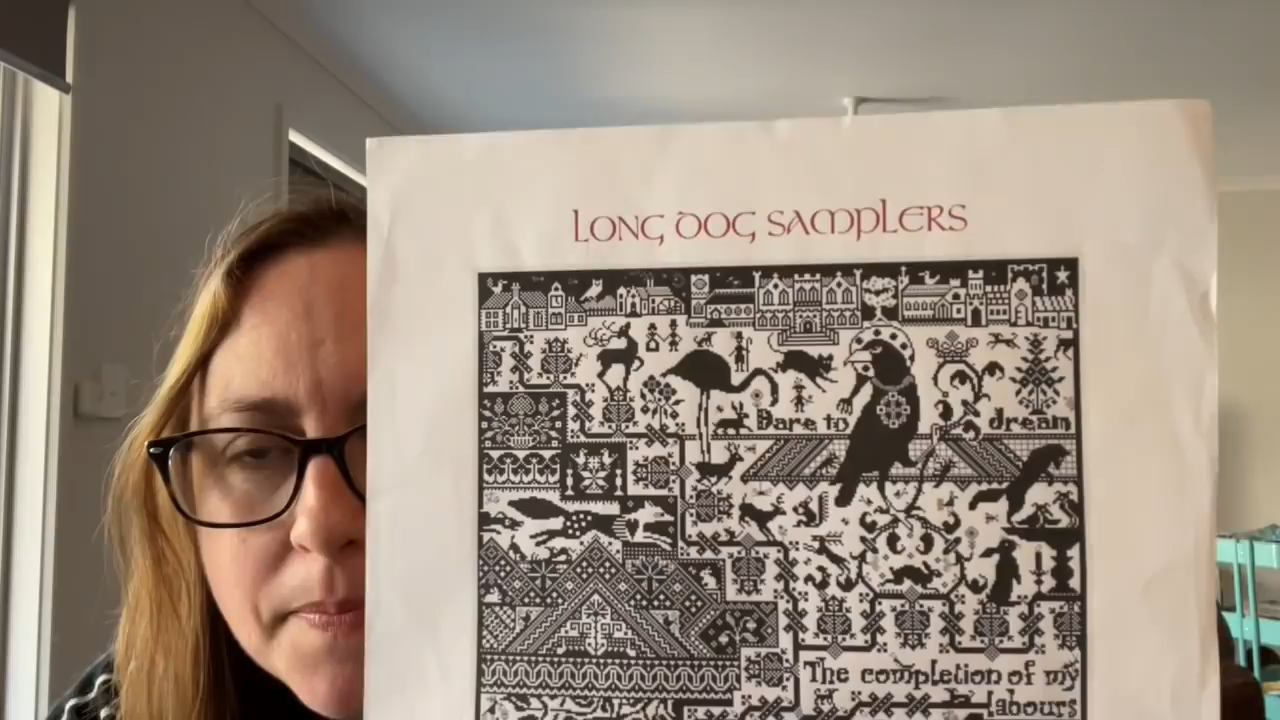 LONG DOG SAMPLERS
Dare to dream
The completion of my
labours